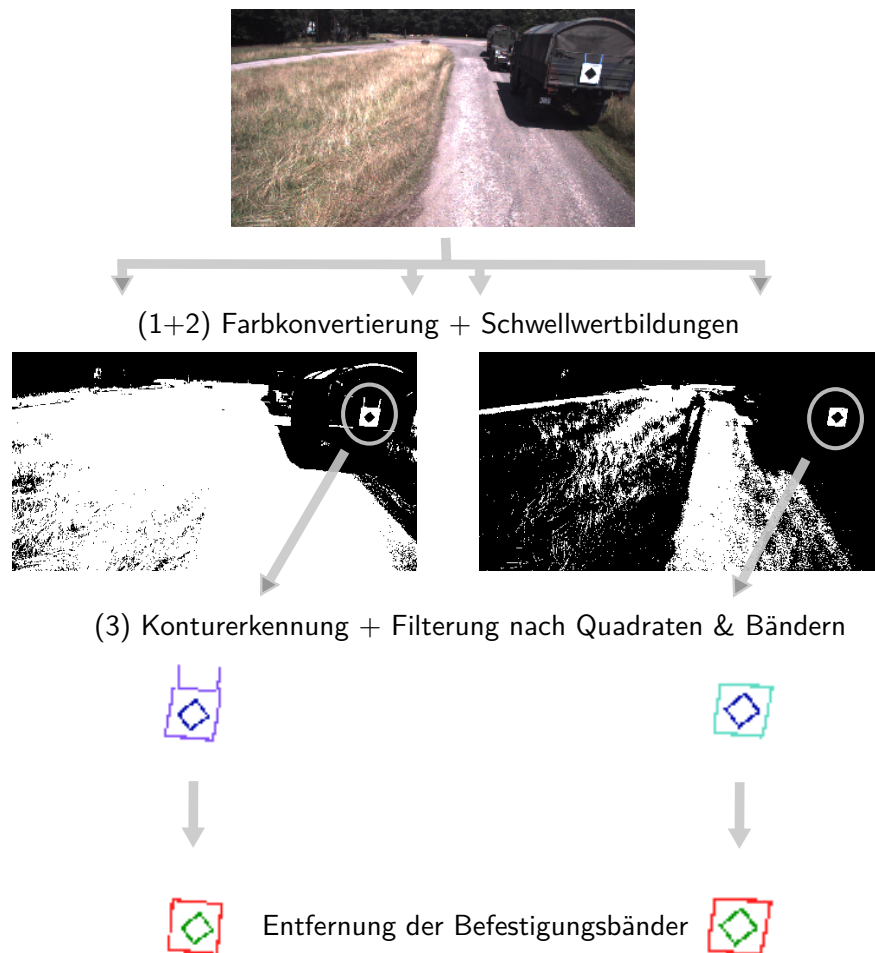 (1+2) Farbkonvertierung + Schwellwertbildungen
(3) Konturerkennung + Filterung nach Quadraten & Bändern
Entfernung der Befestigungsbänder